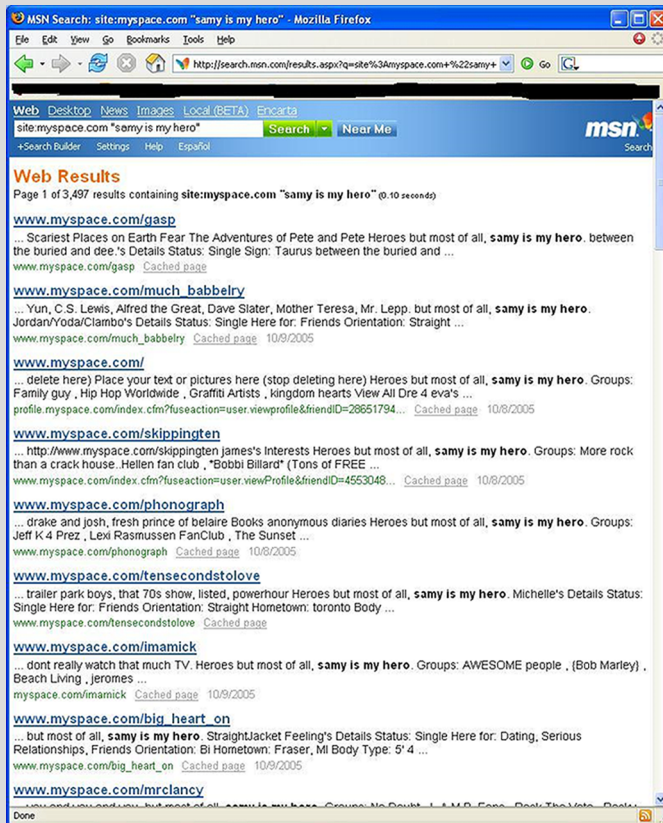 MSN Search: site:myspace.com "samy is my hero" - Mozilla Firefox
File Edit View Go Bookmarks Tools Help
http://search.msn.com/results.aspx?q=site%3Amyspace.com+%22samy+ Go G
Web Desktop News Images Local (BETA) Encarta
site:myspace.com "samy is my hero" Search Near Me msn
+Search Builder Settings Help Español Search
Web Results
Page 1 of 3,497 results containing site:myspace.com "samy is my hero" (0.10 seconds)
www.myspace.com/gasp
... Scariest Places on Earth Fear The Adventures of Pete and Pete Heroes but most of all, samy is my hero. between
the buried and dee.'s Details Status: Single Sign: Taurus between the buried and ...
www.myspace.com/gasp Cached page
www.myspace.com/much_babbelry
... Yun, C.S. Lewis, Alfred the Great, Dave Slater, Mother Teresa, Mr. Lepp. but most of all, samy is my hero.
Jordan/Yoda/Clambo's Details Status: Single Here for: Friends Orientation: Straight ...
www.myspace.com/much_babbelry Cached page 10/9/2005
www.myspace.com/
... delete here) Place your text or pictures here (stop deleting here) Heroes but most of all, samy is my hero. Groups:
Family guy , Hip Hop Worldwide , Graffiti Artists , kingdom hearts View All Dre 4 eva's ...
profile.myspace.com/index.cfm?fuseaction=user.viewprofile&friendID=28651794... Cached page 10/8/2005
www.myspace.com/skippingten
... http://www.myspace.com/skippingten james's Interests Heroes but most of all, samy is my hero. Groups: More rock
than a crack house..Hellen fan club , *Bobbi Billard* (Tons of FREE ...
www.myspace.com/index.cfm?fuseaction=user.viewProfile&friendID=4553048... Cached page 10/8/2005
www.myspace.com/phonograph
... drake and josh, fresh prince of belaire Books anonymous diaries Heroes but most of all, samy is my hero. Groups:
Jeff K 4 Prez , Lexi Rasmussen FanClub , The Sunset ...
www.myspace.com/phonograph Cached page 10/8/2005
www.myspace.com/tensecondstolove
... trailer park boys, that 70s show, listed, powerhour Heroes but most of all, samy is my hero. Michelle's Details Status:
Single Here for: Friends Orientation: Straight Hometown: toronto Body ...
www.myspace.com/tensecondstolove Cached page
www.myspace.com/imamick
... dont really watch that much TV. Heroes but most of all, samy is my hero. Groups: AWESOME people , {Bob Marley} ,
Beach Living , jeromes ...
myspace.com/imamick Cached page 10/9/2005
www.myspace.com/big_heart_on
... but most of all, samy is my hero. StraightJacket Feeling's Details Status: Single Here for: Dating, Serious
Relationships, Friends Orientation: Bi Hometown: Fraser, MI Body Type: 5' 4 ...
www.myspace.com/big_heart_on Cached page 10/9/2005
www.myspace.com/mrclancy
Done